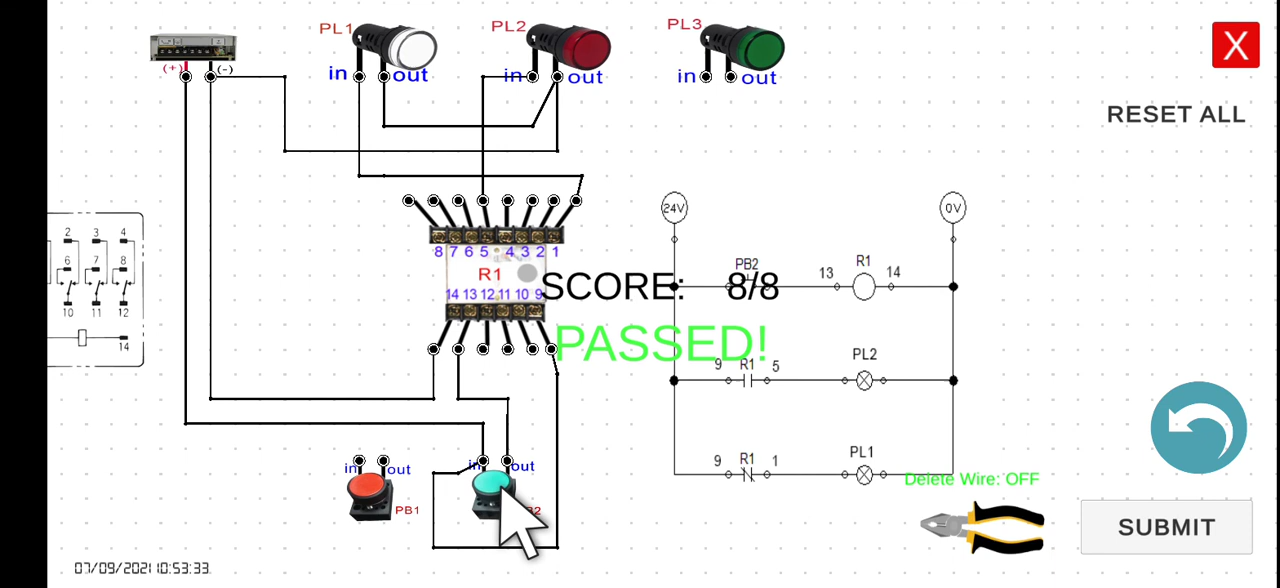 PL1
PL2
PL3
(+)
(-)
in
out
in
out
in
out
X
RESET ALL
8 7 6 5 4 3 2 1
R1
14 13 12 11 10 9
2 3 4
6 7 8
10 11 12
14
24V
0V
PB2
13 R1 14
SCORE: 8/8
PASSED!
9 R1 5
PL2
9 R1 1
PL1
in out
PB1
in out
Delete Wire: OFF
SUBMIT
07/09/2021 10:53:33